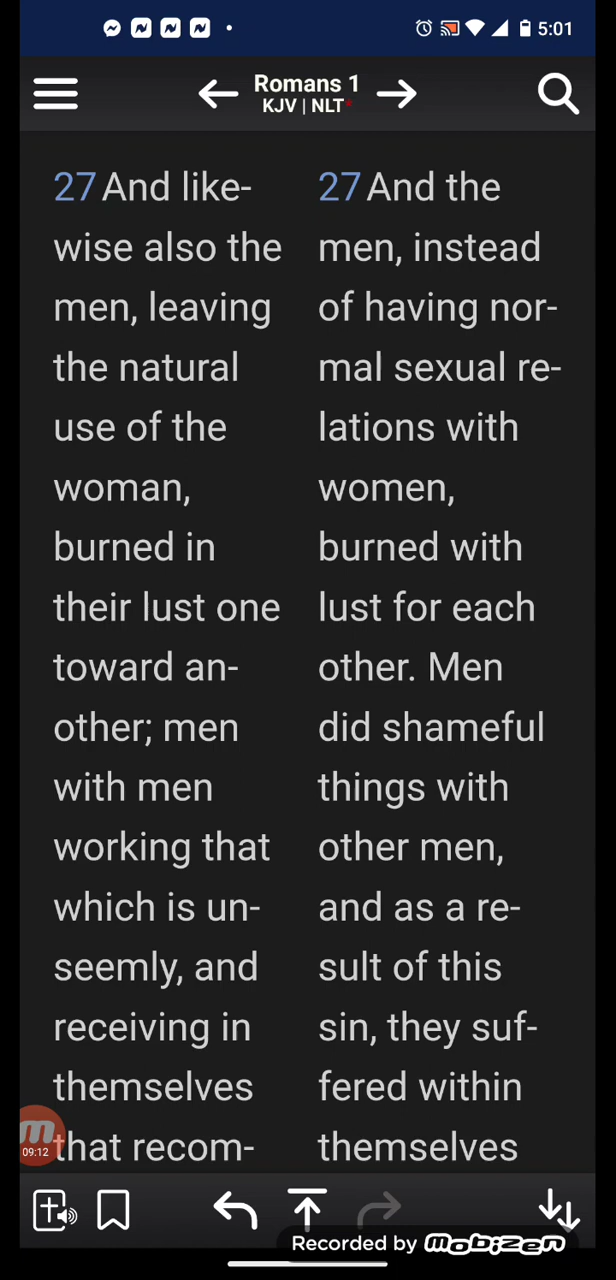 5:01
Romans 1
KJV | NLT*
27 And like-
wise also the
men, leaving
the natural
use of the
woman,
burned in
their lust one
toward an-
other; men
with men
working that
which is un-
seemly, and
receiving in
themselves
that recom-
27 And the
men, instead
of having nor-
mal sexual re-
lations with
women,
burned with
lust for each
other. Men
did shameful
things with
other men,
and as a re-
sult of this
sin, they suf-
fered within
themselves
m
09:12
Recorded by mobizen